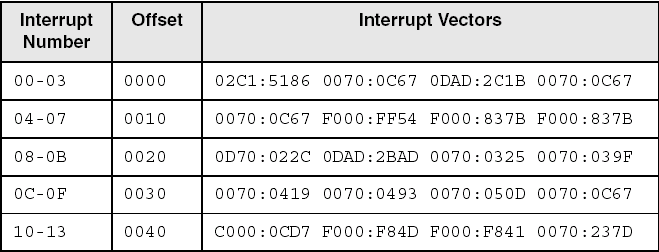 Interrupt Number Offset Interrupt Vectors
00-03 0000 02C1:5186 0070:0C67 0DAD:2C1B 0070:0C67
04-07 0010 0070:0C67 F000:FF54 F000:837B F000:837B
08-0B 0020 0D70:022C 0DAD:2BAD 0070:0325 0070:039F
0C-0F 0030 0070:0419 0070:0493 0070:050D 0070:0C67
10-13 0040 C000:0CD7 F000:F84D F000:F841 0070:237D